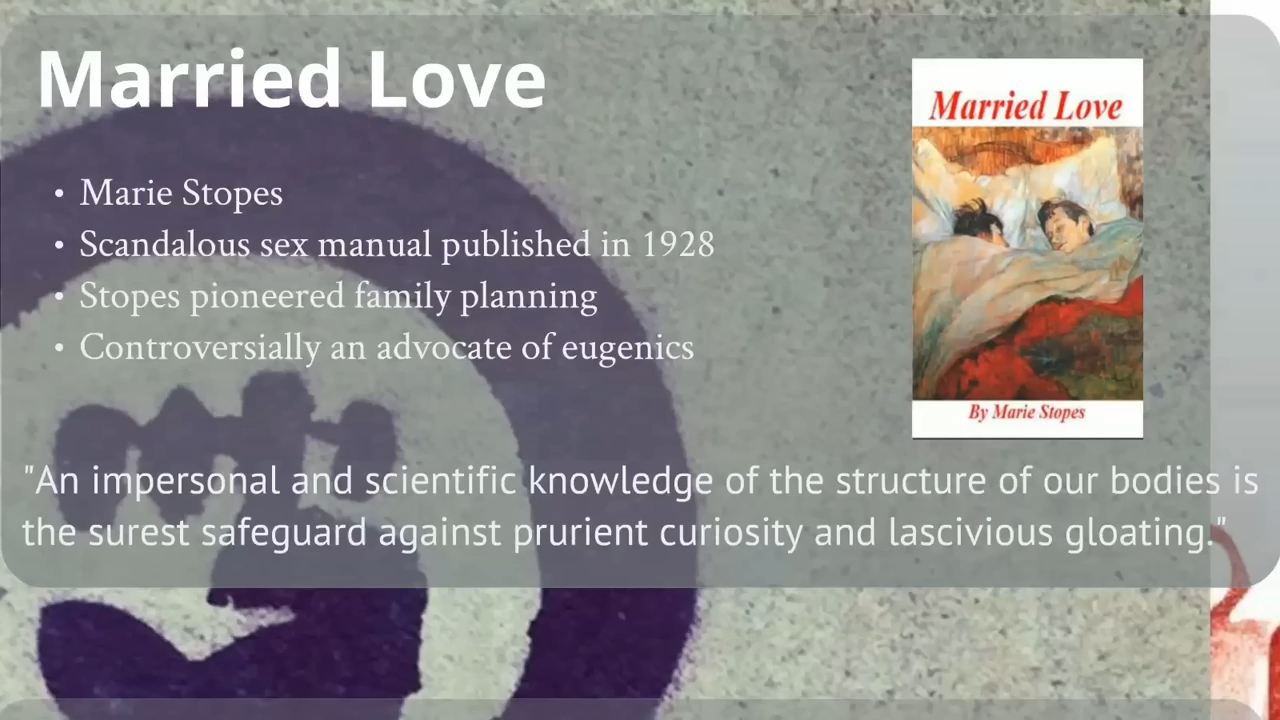 Married Love
• Marie Stopes
• Scandalous sex manual published in 1928
• Stopes pioneered family planning
• Controversially an advocate of eugenics
Married Love
By Marie Stopes
"An impersonal and scientific knowledge of the structure of our bodies is
the surest safeguard against prurient curiosity and lascivious gloating."